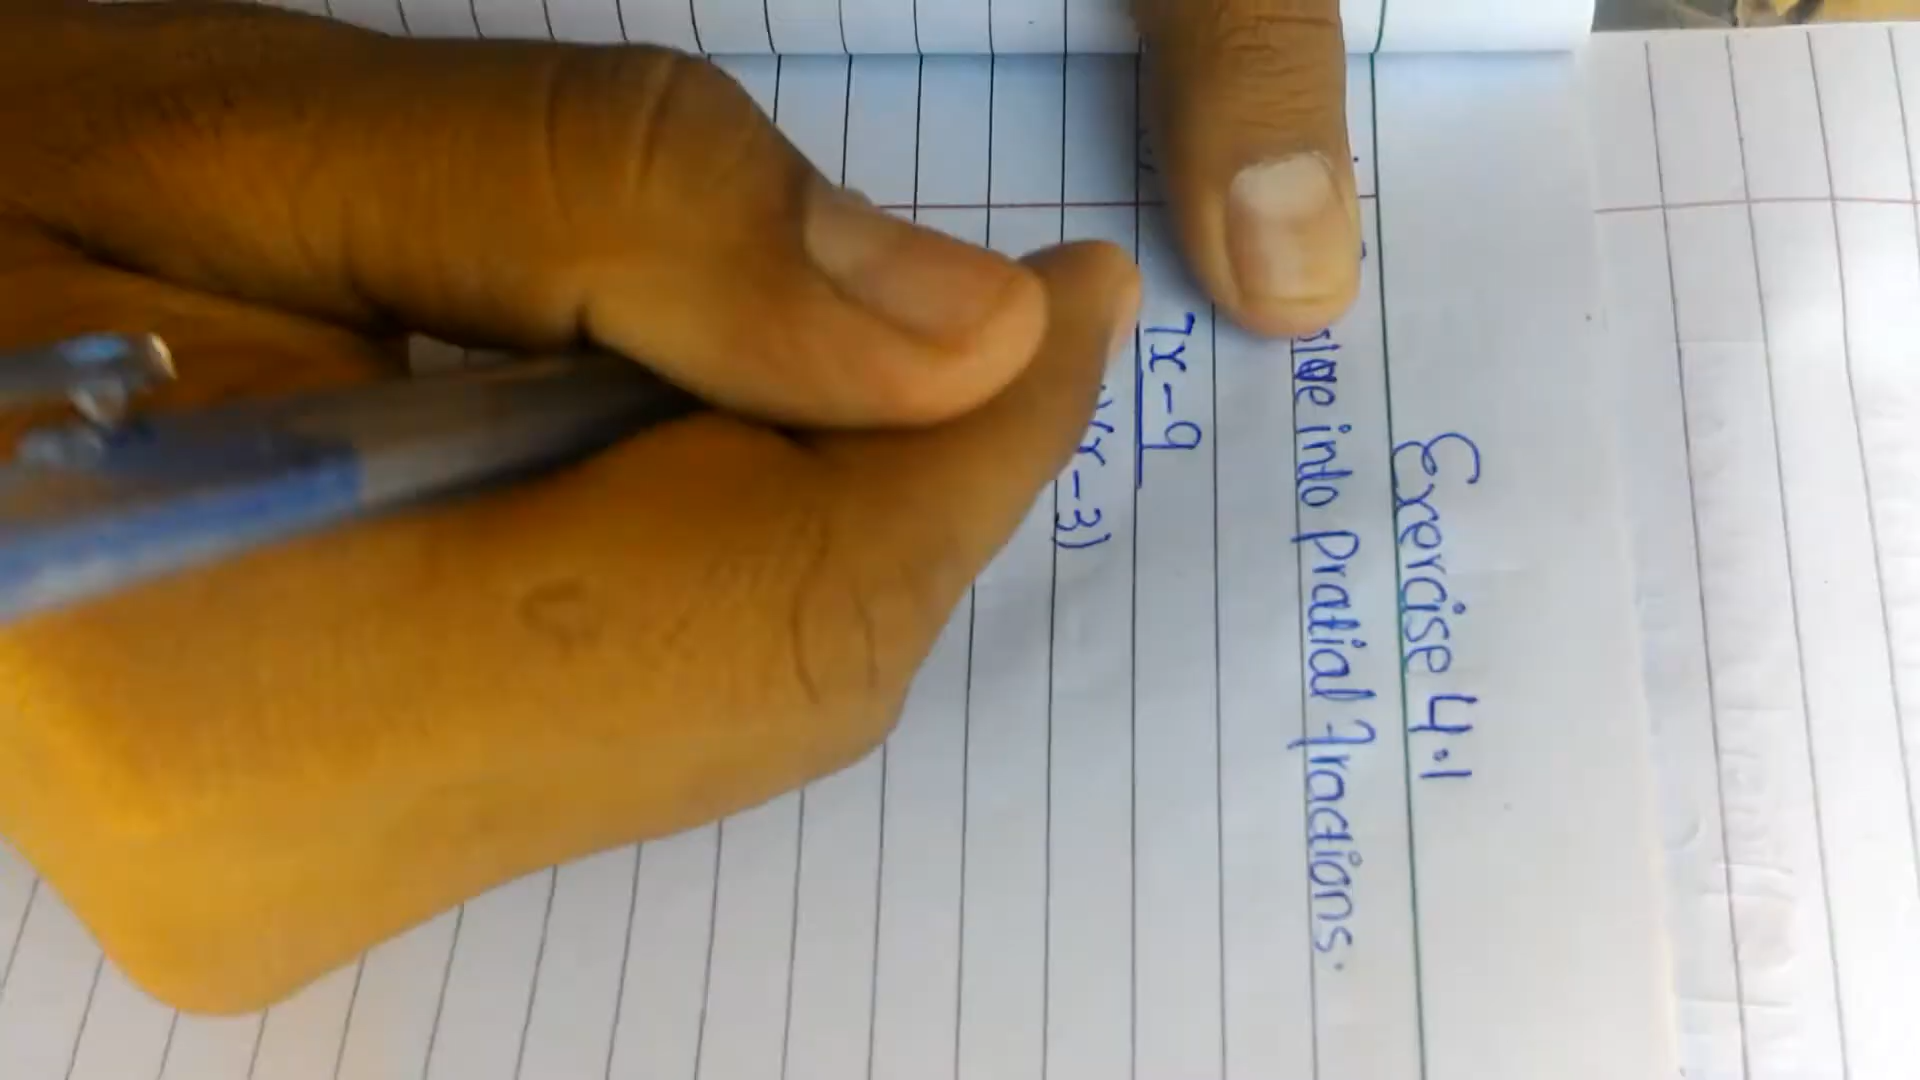 Exercise 4.1
into Pratial Fractions.
7x-9
(x-3)